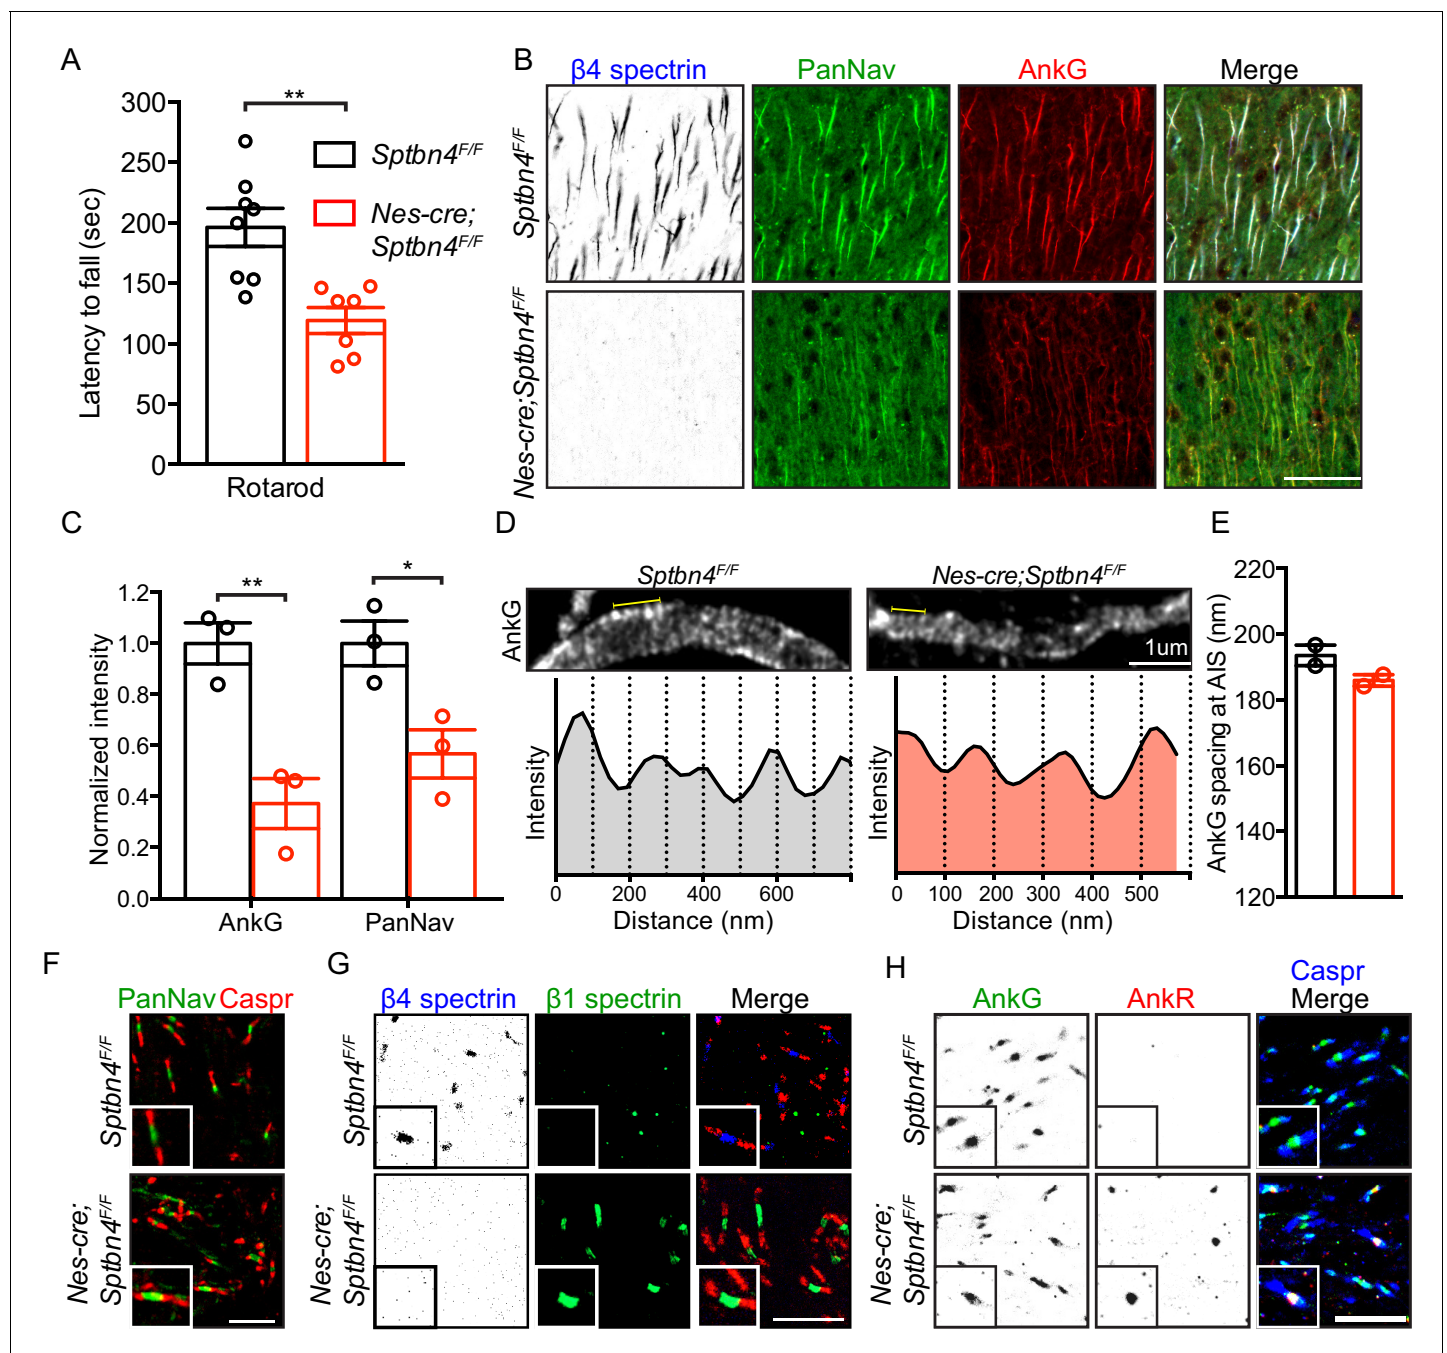 A
300
250
200
150
100
50
0
Latency to fall (sec)
**
Sptbn4F/F
Nes-cre;
Sptbn4F/F
Rotarod
B
β4 spectrin PanNav AnkG Merge
Sptbn4F/F
Nes-cre;Sptbn4F/F
C
1.2
1.0
0.8
0.6
0.4
0.2
0.0
Normalized intensity
** *
AnkG PanNav
D
Sptbn4F/F Nes-cre;Sptbn4F/F
AnkG
1um
Intensity
0 200 400 600
Distance (nm)
Intensity
0 100 200 300 400 500
Distance (nm)
E
220
200
180
160
140
120
AnkG spacing at AIS (nm)
F
PanNav Caspr
Sptbn4F/F
Nes-cre;
Sptbn4F/F
G
β4 spectrin β1 spectrin Merge
Sptbn4F/F
Nes-cre;
Sptbn4F/F
H
Caspr
AnkG AnkR Merge
Sptbn4F/F
Nes-cre;
Sptbn4F/F